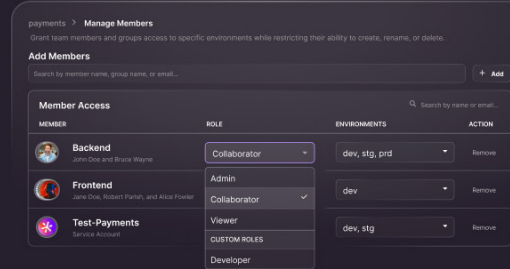 payments > Manage Members
Grant team members and groups access to specific environments while restricting their ability to create, rename, or delete.
Add Members
Search by member name, group name, or email...
+ Add
Member Access
Search by name or email...
MEMBER ROLE ENVIRONMENTS ACTION
Backend
John Doe and Bruce Wayne
Collaborator
dev, stg, prd
Remove
Admin
Frontend
Jane Doe, Robert Parish, and Alica Fowler
Collaborator
dev
Remove
Viewer
Test-Payments
Service Account
CUSTOM ROLES
dev, stg
Remove
Developer